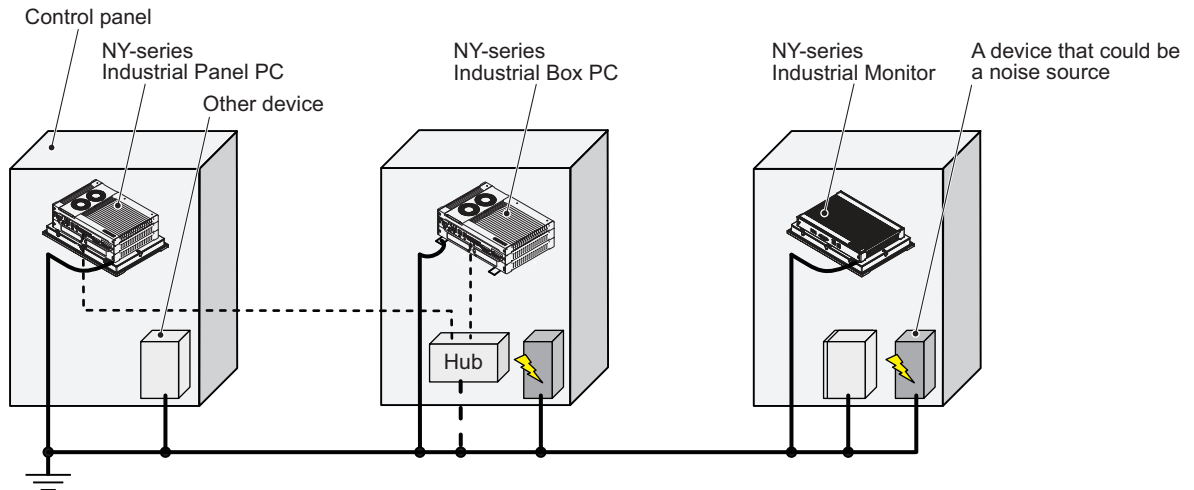 Control panel
NY-series
Industrial Panel PC
Other device
NY-series
Industrial Box PC
NY-series
Industrial Monitor
A device that could be
a noise source
Hub